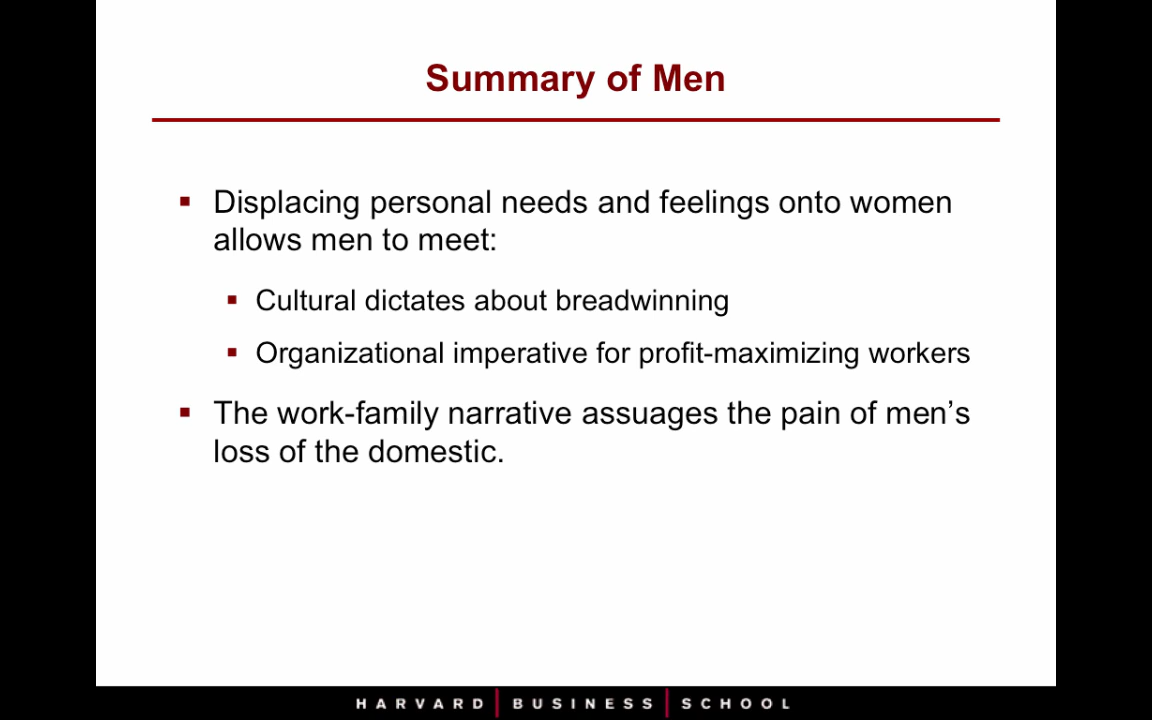 Summary of Men
▪ Displacing personal needs and feelings onto women
allows men to meet:
▪ Cultural dictates about breadwinning
▪ Organizational imperative for profit-maximizing workers
▪ The work-family narrative assuages the pain of men’s
loss of the domestic.
HARVARD | BUSINESS | SCHOOL